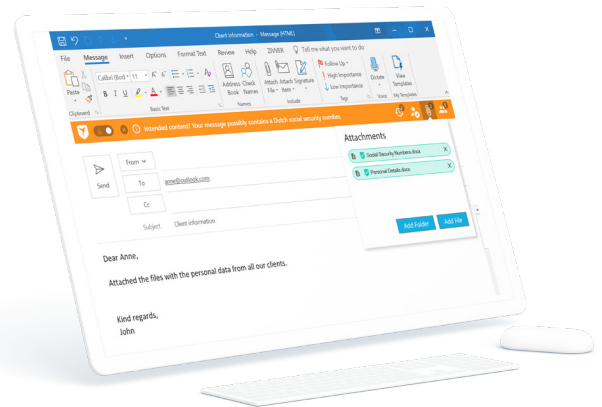 Client information - Message (HTML)
File Message Insert Options Format Text Review Help ZIVVER Tell me what you want to do
Paste
Clipboard
Calibri (Bod 11
B I U
Basic Text
Address Book
Check Names
Names
Attach File
Attach Item
Signature
Include
Follow Up
High Importance
Low Importance
Tags
Dictate
Voice
View Templates
My Templates
Intended content? Your message possibly contains a Dutch social security number.
Attachments
Social Security Numbers.docx X
Personal Details.docx X
Add Folder Add File
Send
From
To anne@outlook.com
Cc
Subject Client information
Dear Anne,
Attached the files with the personal data from all our clients.
Kind regards,
John